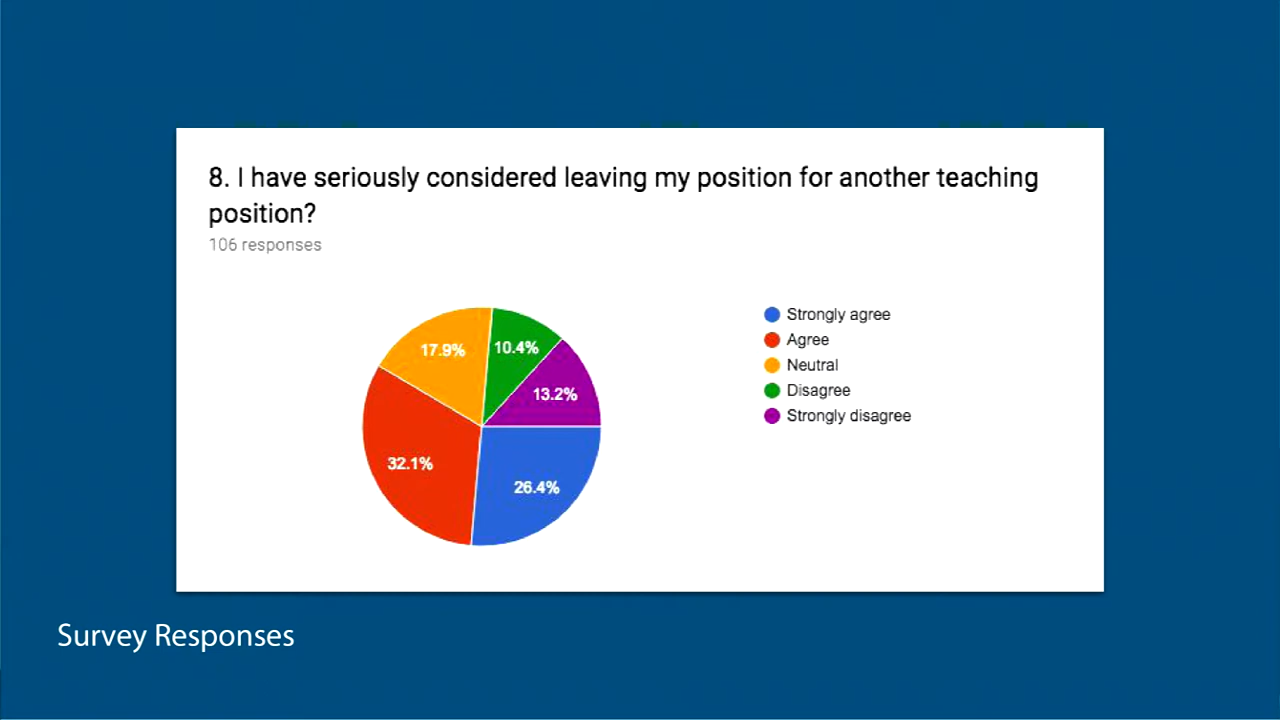 8. I have seriously considered leaving my position for another teaching
position?
106 responses
Strongly agree
Agree
Neutral
Disagree
Strongly disagree
17.9%
10.4%
13.2%
32.1%
26.4%
Survey Responses